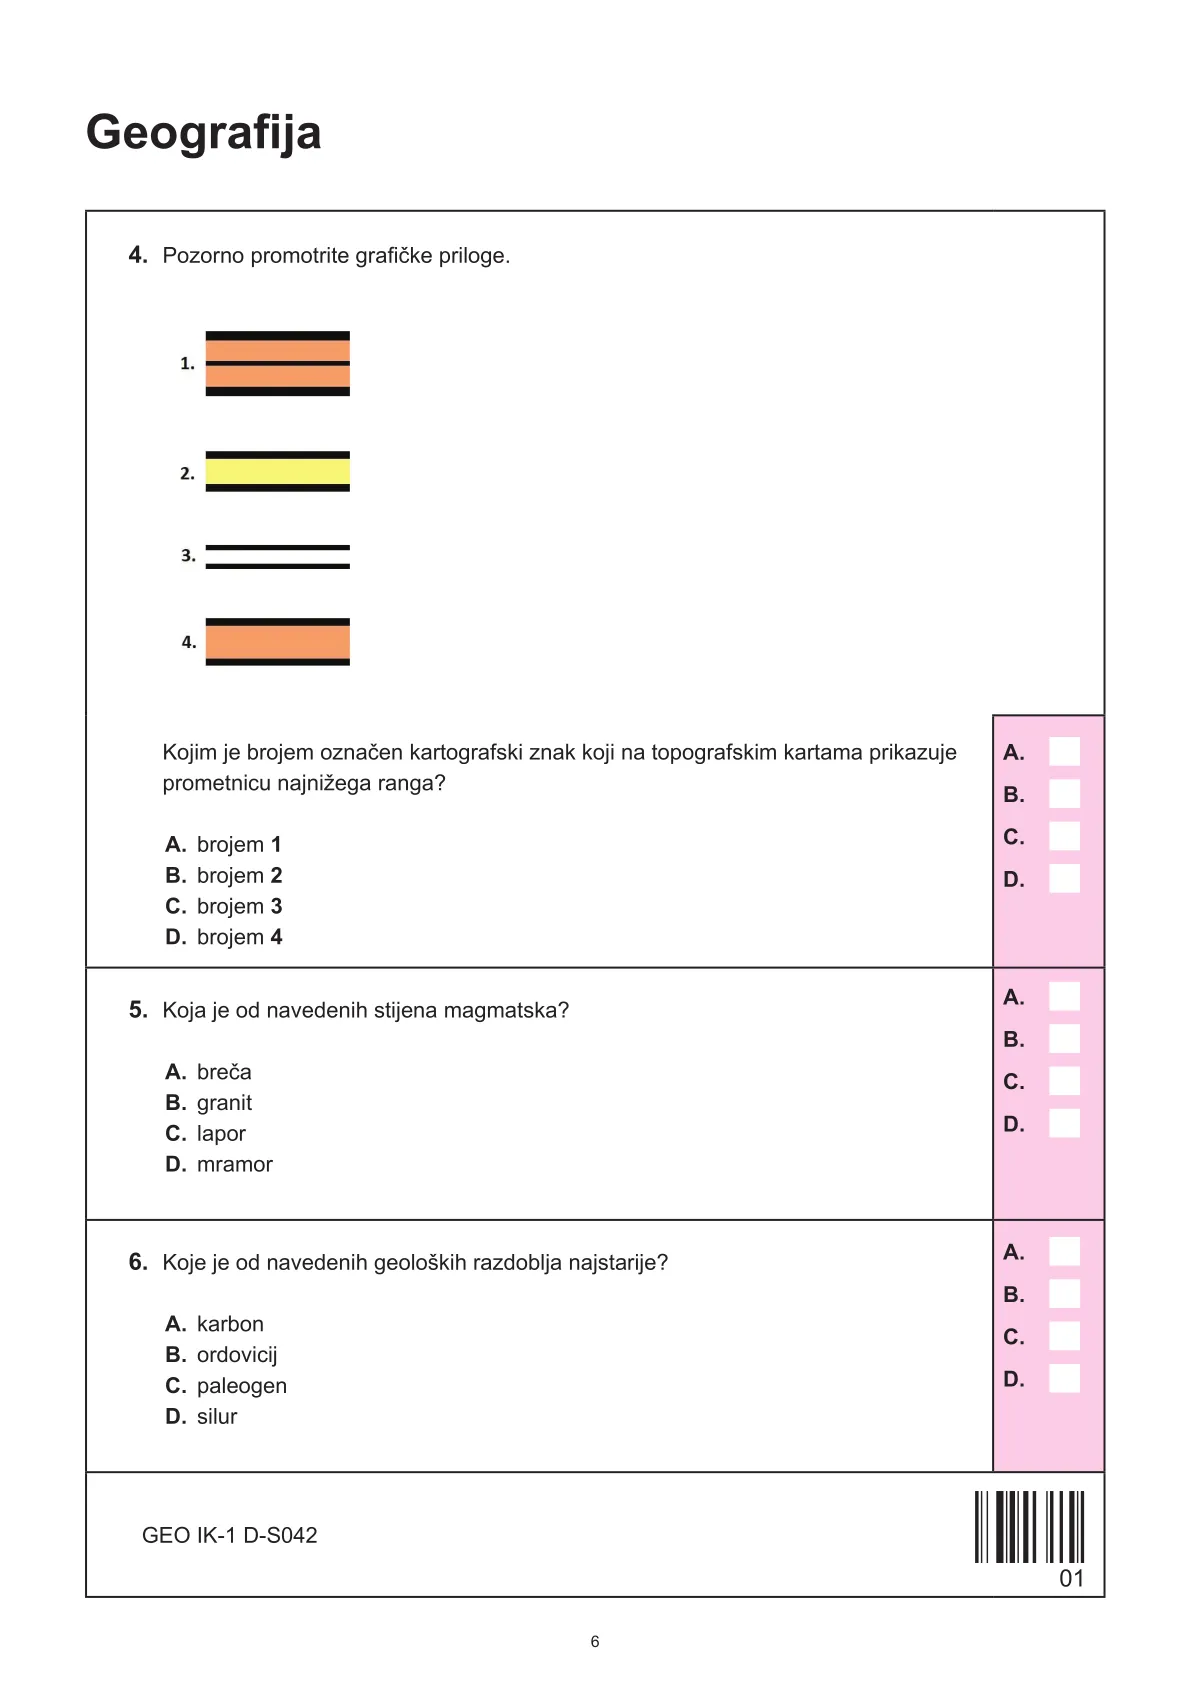 Geografija
4. Pozorno promotrite grafičke priloge.
1.
2.
3.
4.
Kojim je brojem označen kartografski znak koji na topografskim kartama prikazuje
prometnicu najnižega ranga?
A. brojem 1
B. brojem 2
C. brojem 3
D. brojem 4
A.
B.
C.
D.
5. Koja je od navedenih stijena magmatska?
A. breča
B. granit
C. lapor
D. mramor
A.
B.
C.
D.
6. Koje je od navedenih geoloških razdoblja najstarije?
A. karbon
B. ordovicij
C. paleogen
D. silur
A.
B.
C.
D.
GEO IK-1 D-S042
01
6